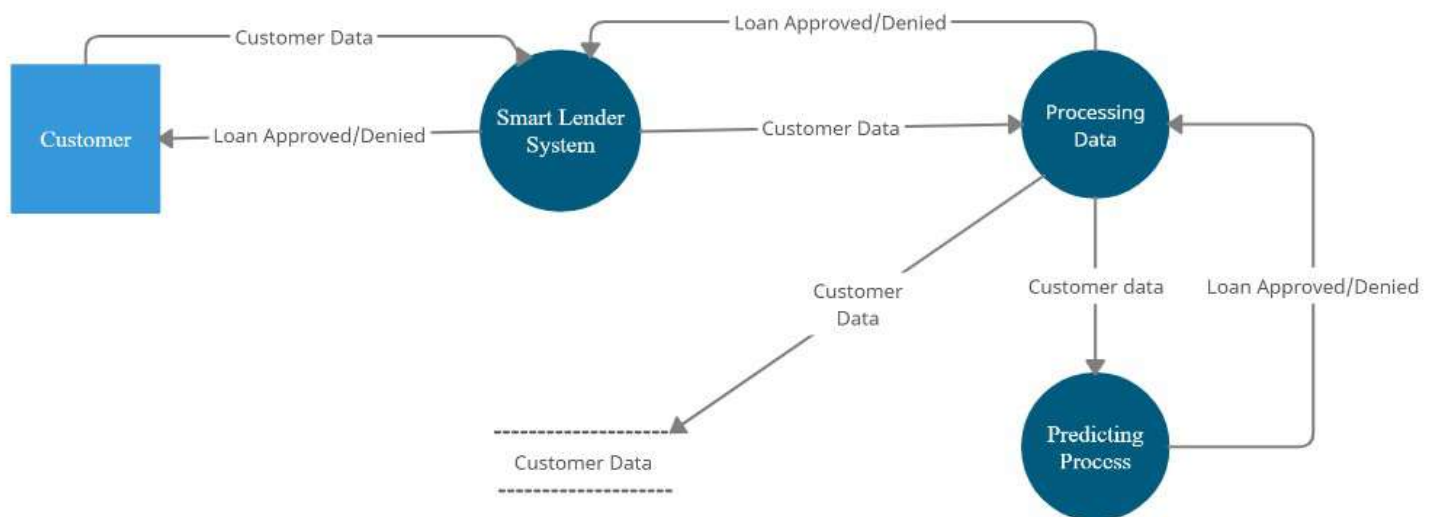 Customer Data
Loan Approved/Denied
Customer
Loan Approved/Denied
Smart Lender
System
Customer Data
Processing
Data
Customer
Data
Customer data
Loan Approved/Denied
Customer Data
Predicting
Process